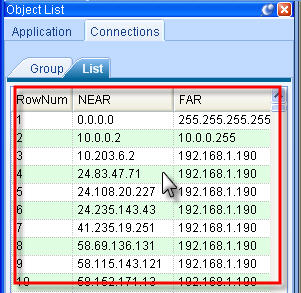 Object List
Application Connections
Group List
RowNum NEAR FAR
1 0.0.0.0 255.255.255.255
2 10.0.0.2 10.0.0.255
3 10.203.6.2 192.168.1.190
4 24.83.47.71 192.168.1.190
5 24.108.20.227 192.168.1.190
6 24.235.143.43 192.168.1.190
7 41.235.19.251 192.168.1.190
8 58.69.136.131 192.168.1.190
9 58.115.143.121 192.168.1.190
10 192.168.1.190